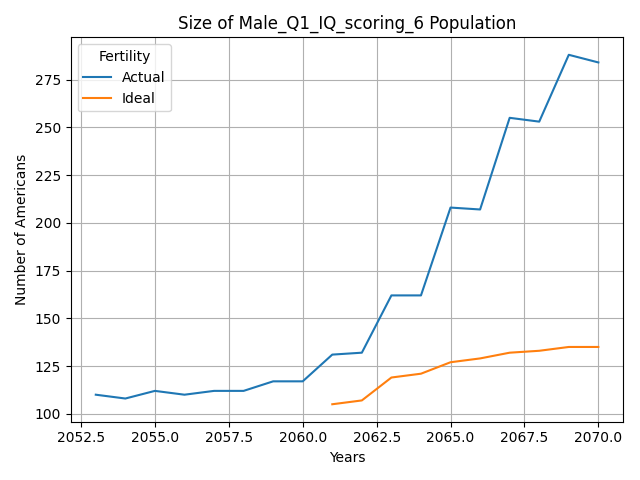 Size of Male_Q1_IQ_scoring_6 Population
Fertility
Actual
Ideal
Number of Americans
275
250
225
200
175
150
125
100
2052.5 2055.0 2057.5 2060.0 2062.5 2065.0 2067.5 2070.0
Years